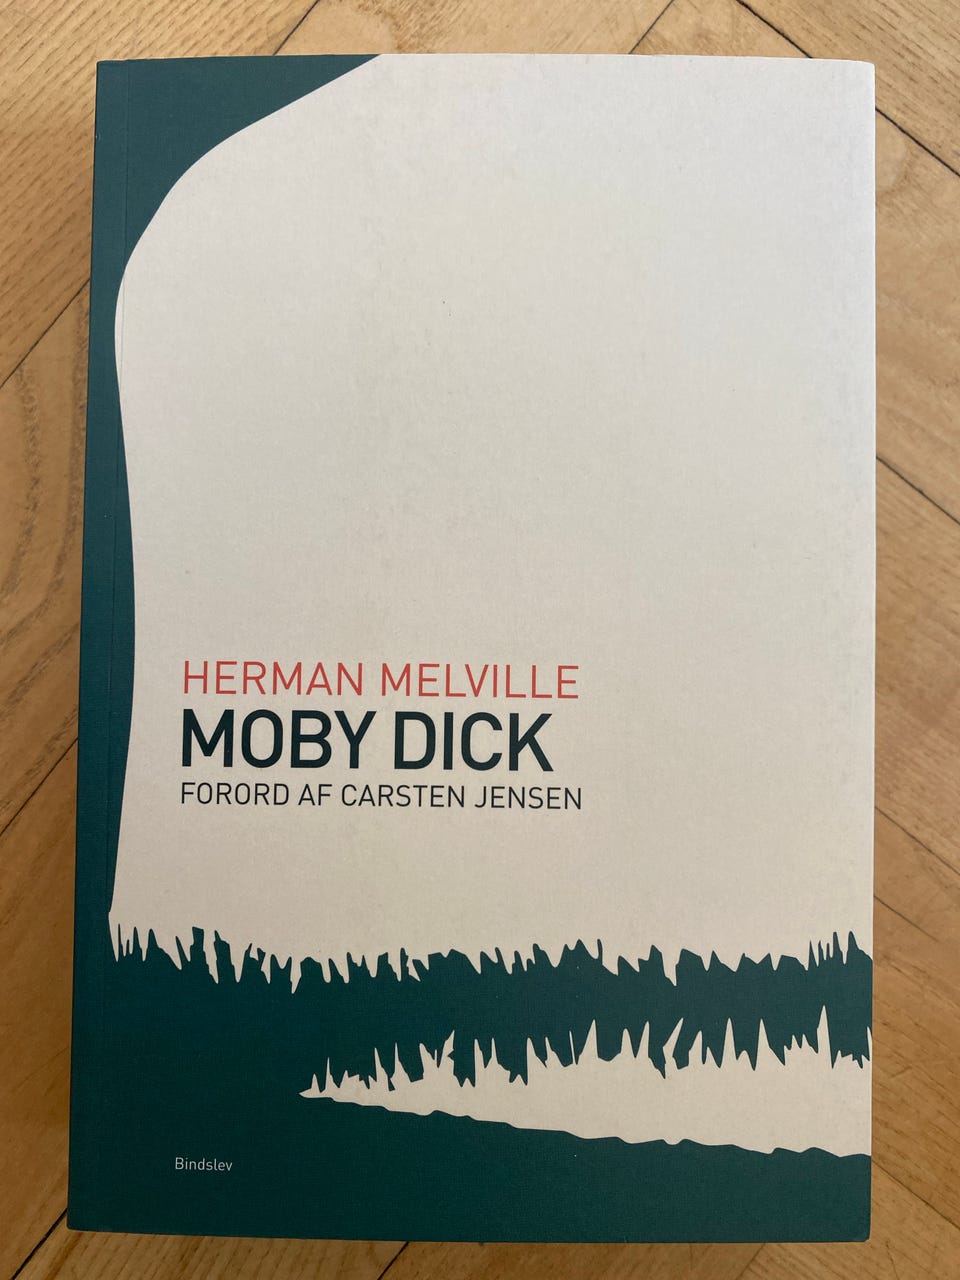 HERMAN MELVILLE
MOBY DICK
FORORD AF CARSTEN JENSEN
Bindslev